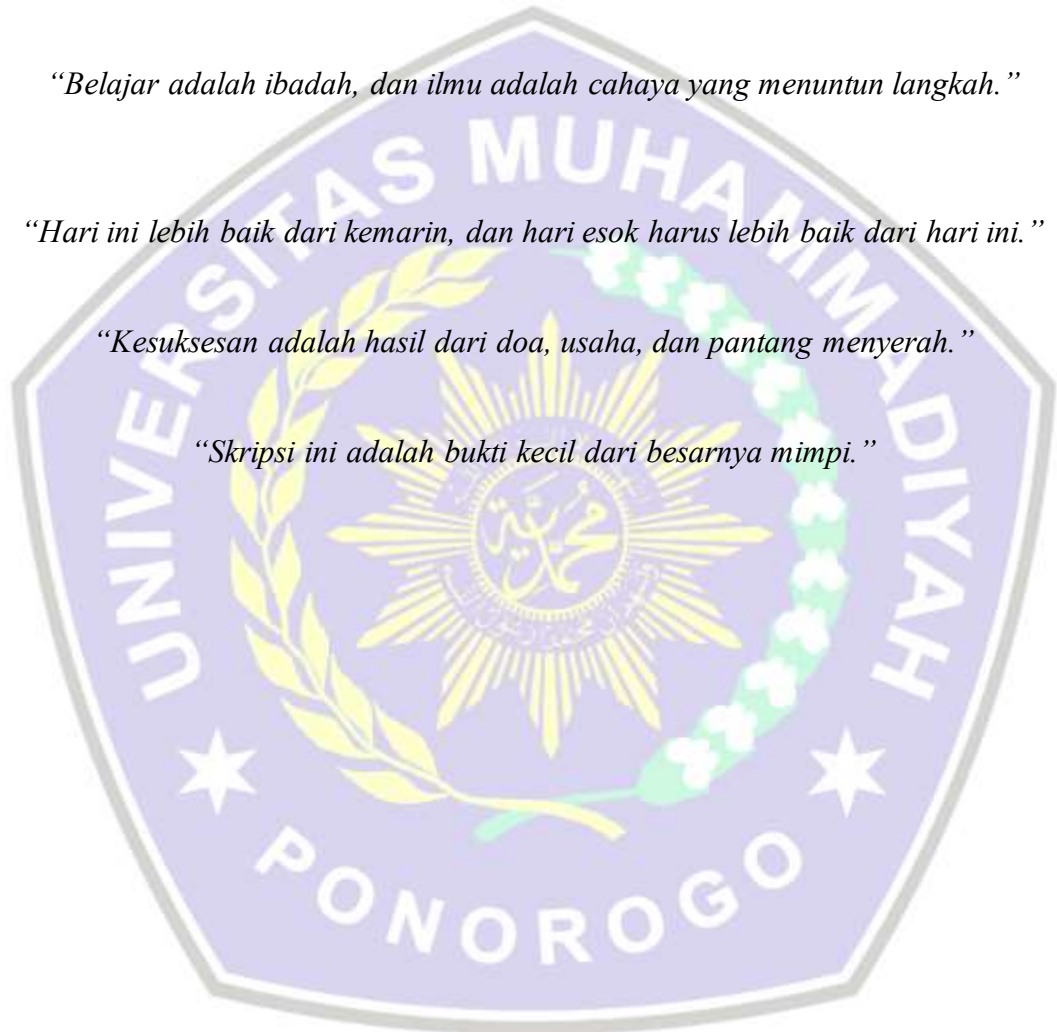 “Belajar adalah ibadah, dan ilmu adalah cahaya yang menuntun langkah.”
“Hari ini lebih baik dari kemarin, dan hari esok harus lebih baik dari hari ini.”
“Kesuksesan adalah hasil dari doa, usaha, dan pantang menyerah.”
“Skripsi ini adalah bukti kecil dari besarnya mimpi.”
UNIVERSITAS MUHAMMADIYAH
PONOROGO
محمدية